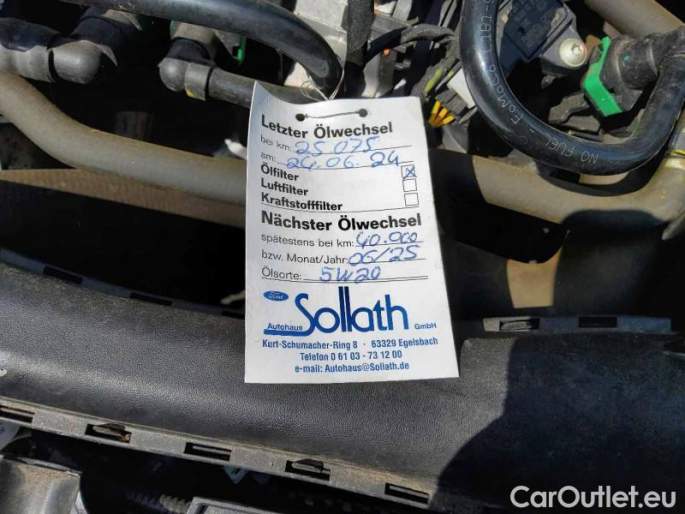 Letzter Ölwechsel
bei km: 25 075
am: 24.06.24
Ölfilter
Luftfilter
Kraftstofffilter
Nächster Ölwechsel
spätestens bei km: 40.000
bzw. Monat/Jahr: 06/25
Ölsorte: 5W20
Ford
Autohaus Sollath GmbH
Kurt-Schumacher-Ring 8 · 63329 Egelsbach
Telefon 0 61 03 - 73 12 00
e-mail: Autohaus@Sollath.de
NO FUEL
CarOutlet.eu